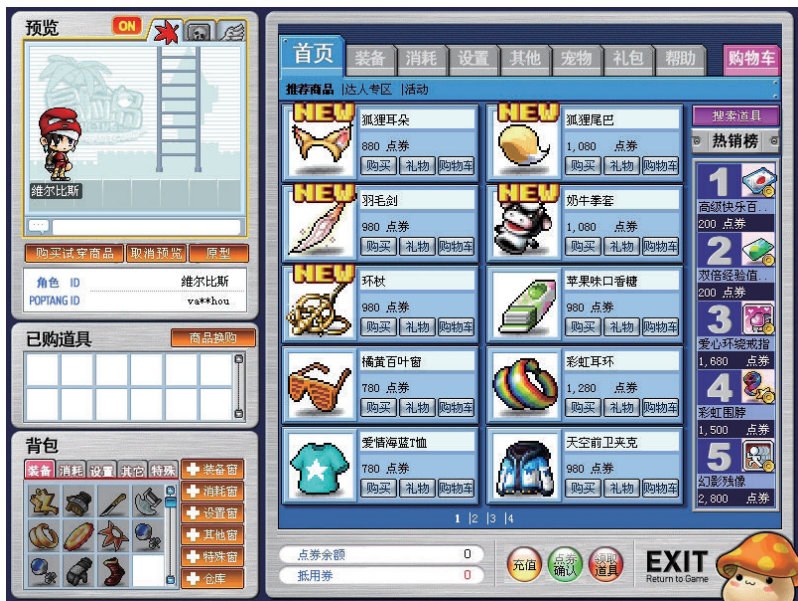 预览
ON
维尔比斯
购买试穿商品 取消预览 原型
角色 ID 维尔比斯
POPTANG ID va**hou
已购道具
商品换购
背包
装备 消耗 设置 其它 特殊
装备窗
消耗窗
设置窗
其他窗
特殊窗
仓库
首页 装备 消耗 设置 其他 宠物 礼包 帮助 购物车
推荐商品 |达人专区 |活动
NEW
狐狸耳朵
880 点券
购买 礼物 购物车
NEW
狐狸尾巴
1,080 点券
购买 礼物 购物车
NEW
羽毛剑
980 点券
购买 礼物 购物车
NEW
奶牛拳套
1,080 点券
购买 礼物 购物车
NEW
环杖
980 点券
购买 礼物 购物车
苹果味口香糖
980 点券
购买 礼物 购物车
橘黄百叶窗
780 点券
购买 礼物 购物车
彩虹耳环
1,280 点券
购买 礼物 购物车
爱情海蓝T恤
780 点券
购买 礼物 购物车
天空前卫夹克
980 点券
购买 礼物 购物车
1 |2 |3 |4
搜索道具
热销榜
1
高级快乐百..
200 点券
2
双倍经验值..
200 点券
3
爱心环绕戒指
1,680 点券
4
彩虹围脖
1,500 点券
5
幻影残像
2,800 点券
点券余额 0
抵用券 0
充值
点券确认
领取道具
EXIT
Return to Game